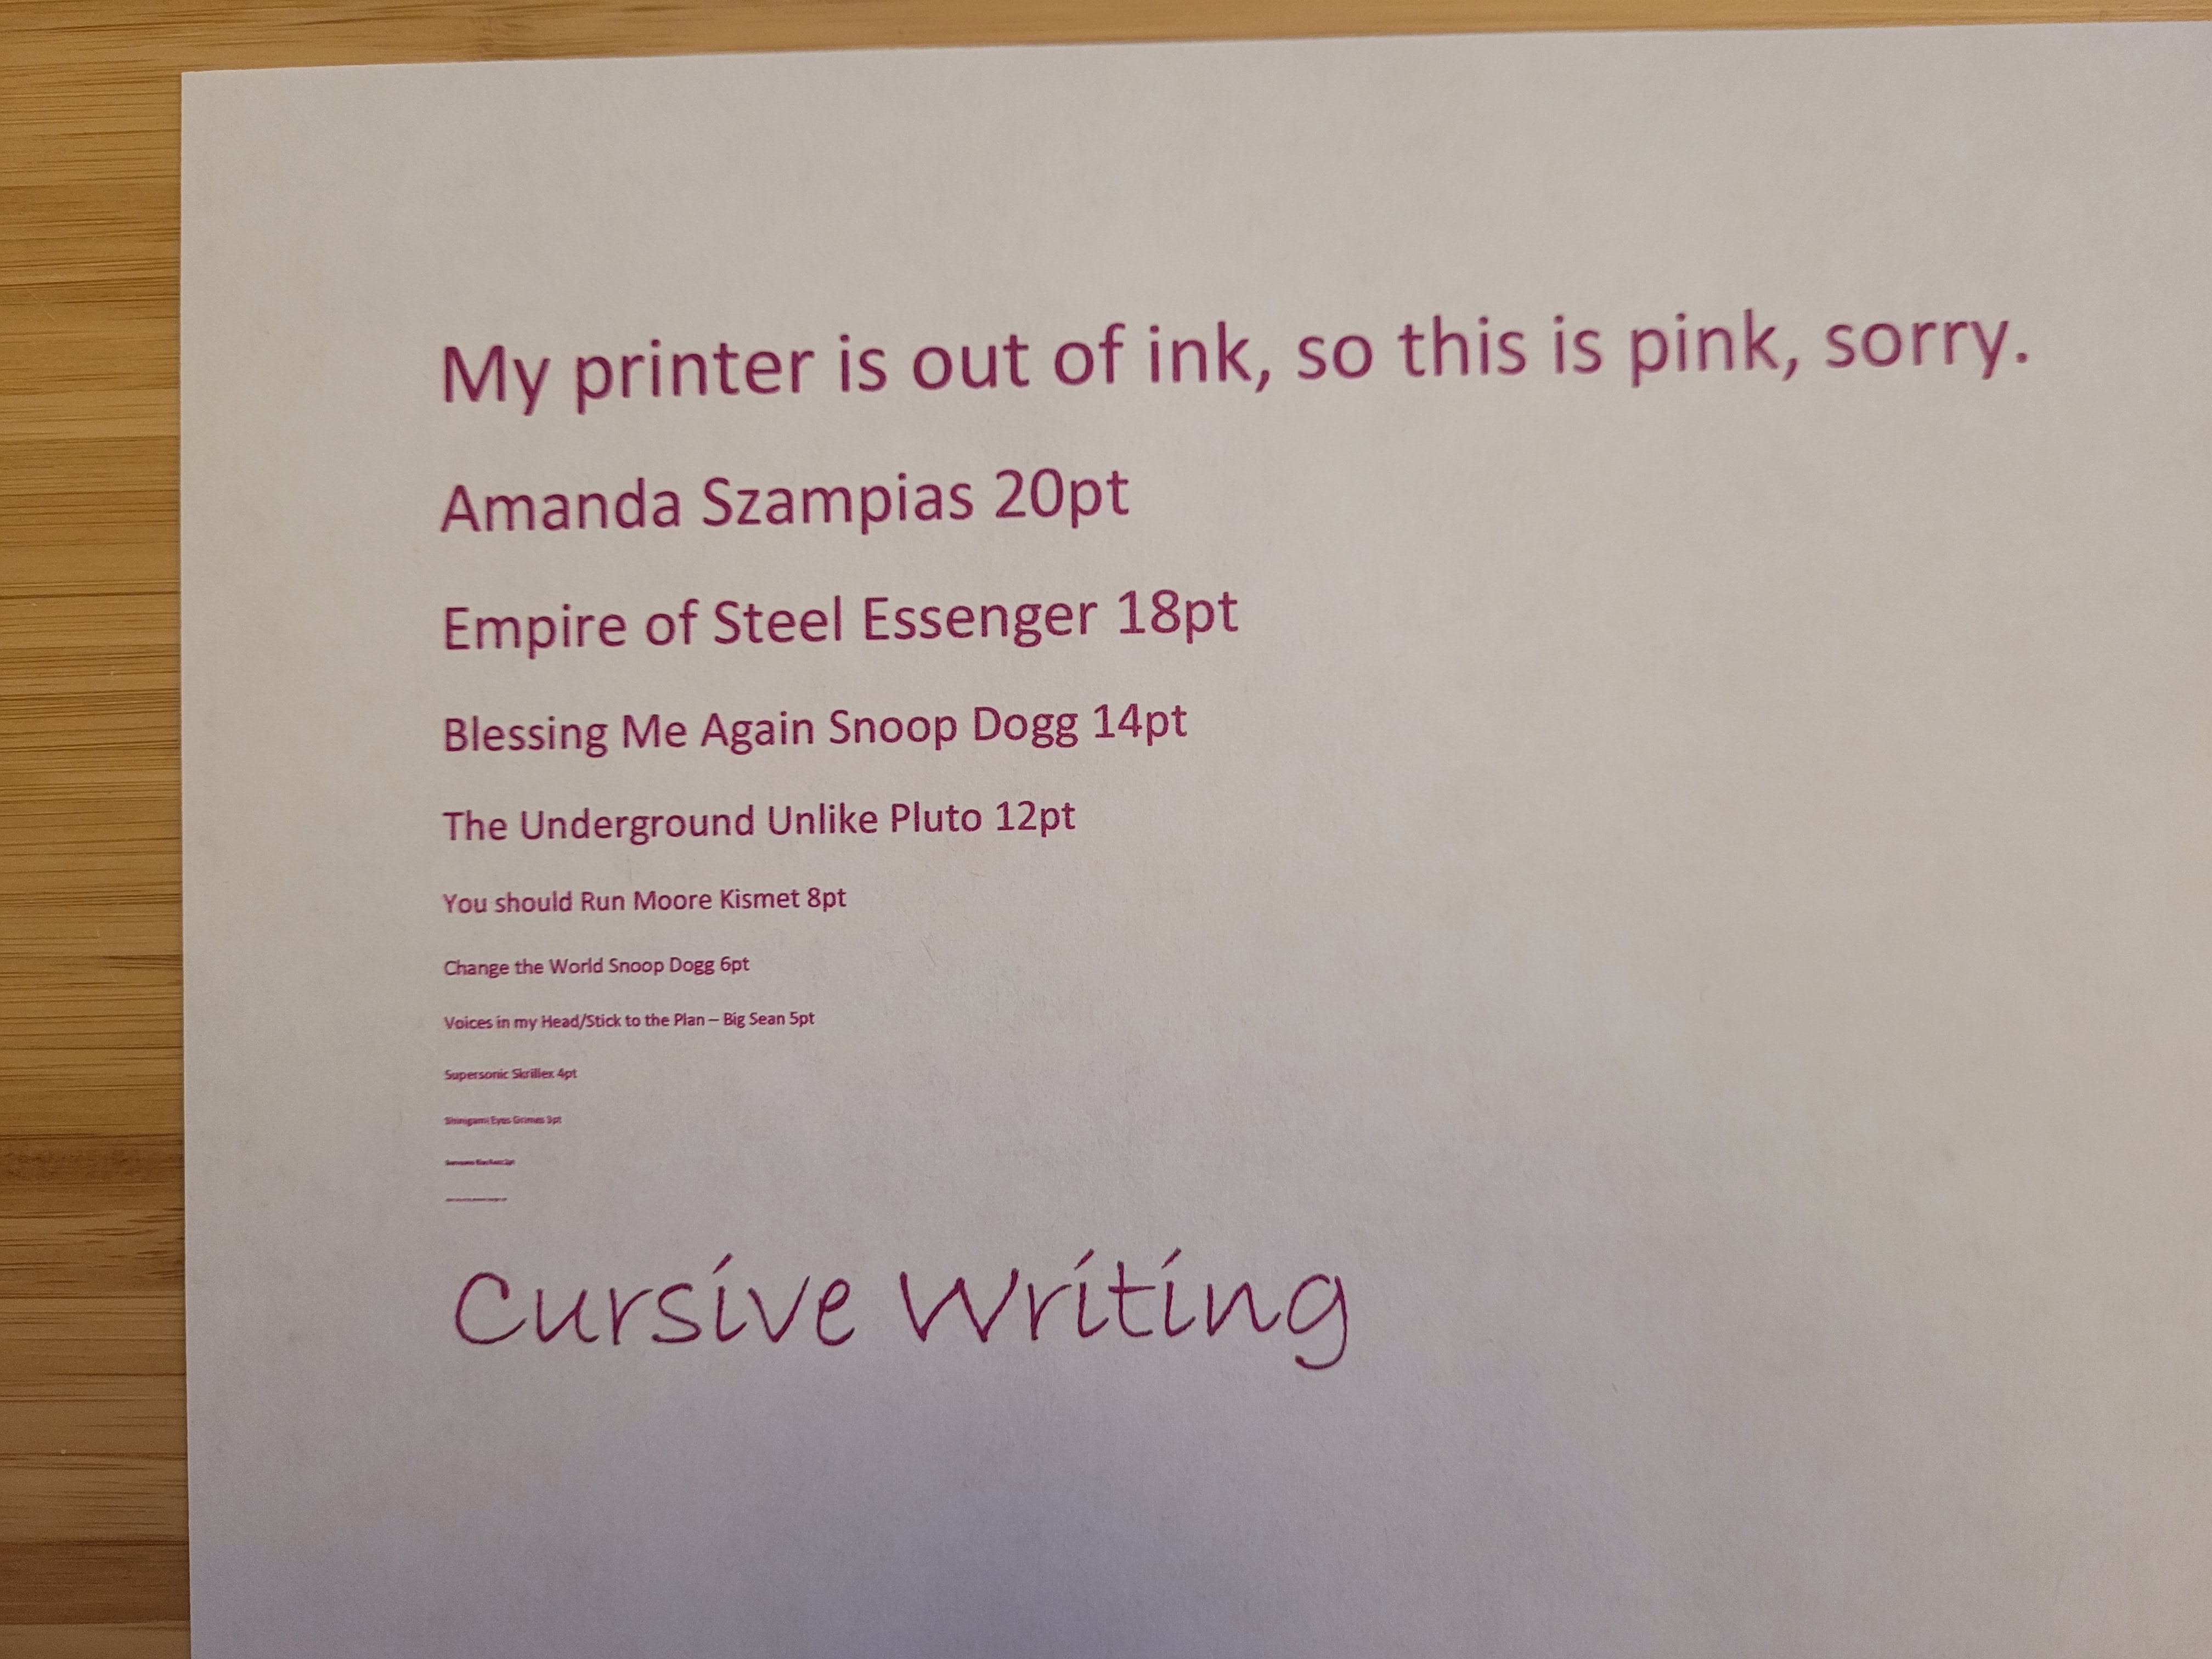 My printer is out of ink, so this is pink, sorry.
Amanda Szampias 20pt
Empire of Steel Essenger 18pt
Blessing Me Again Snoop Dogg 14pt
The Underground Unlike Pluto 12pt
You should Run Moore Kismet 8pt
Change the World Snoop Dogg 6pt
Voices in my Head/Stick to the Plan – Big Sean 5pt
Supersonic Skrillex 4pt
Shinigami Eyes Grimes 3pt
Cursive Writing